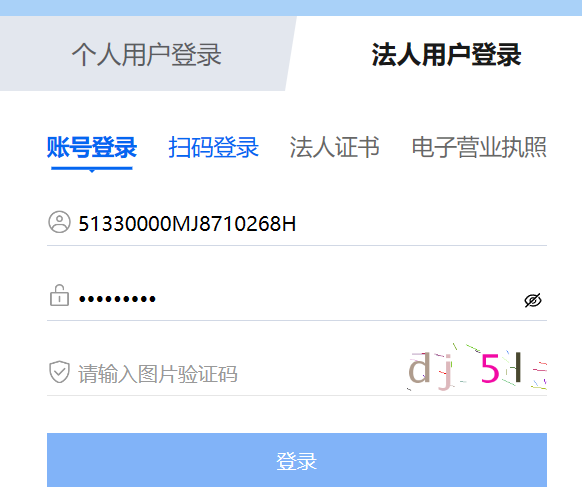 个人用户登录 法人用户登录
账号登录 扫码登录 法人证书 电子营业执照
51330000MJ8710268H
•••••••••
请输入图片验证码
登录